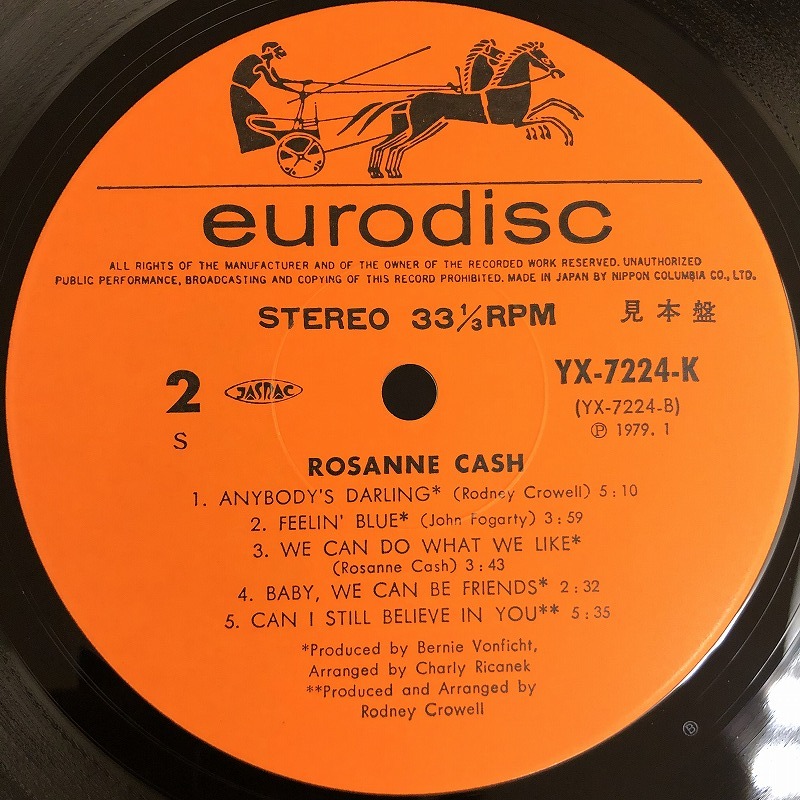 eurodisc
ALL RIGHTS OF THE MANUFACTURER AND OF THE OWNER OF THE RECORDED WORK RESERVED. UNAUTHORIZED
PUBLIC PERFORMANCE, BROADCASTING AND COPYING OF THIS RECORD PROHIBITED. MADE IN JAPAN BY NIPPON COLUMBIA CO., LTD.
STEREO 33⅓RPM 見本盤
2 JASRAC YX-7224-K
S (YX-7224-B)
Ⓟ 1979. 1
ROSANNE CASH
1. ANYBODY'S DARLING* (Rodney Crowell) 5:10
2. FEELIN' BLUE* (John Fogarty) 3:59
3. WE CAN DO WHAT WE LIKE*
(Rosanne Cash) 3:43
4. BABY, WE CAN BE FRIENDS* 2:32
5. CAN I STILL BELIEVE IN YOU** 5:35
*Produced by Bernie Vonficht,
Arranged by Charly Ricanek
**Produced and Arranged by
Rodney Crowell
Ⓑ